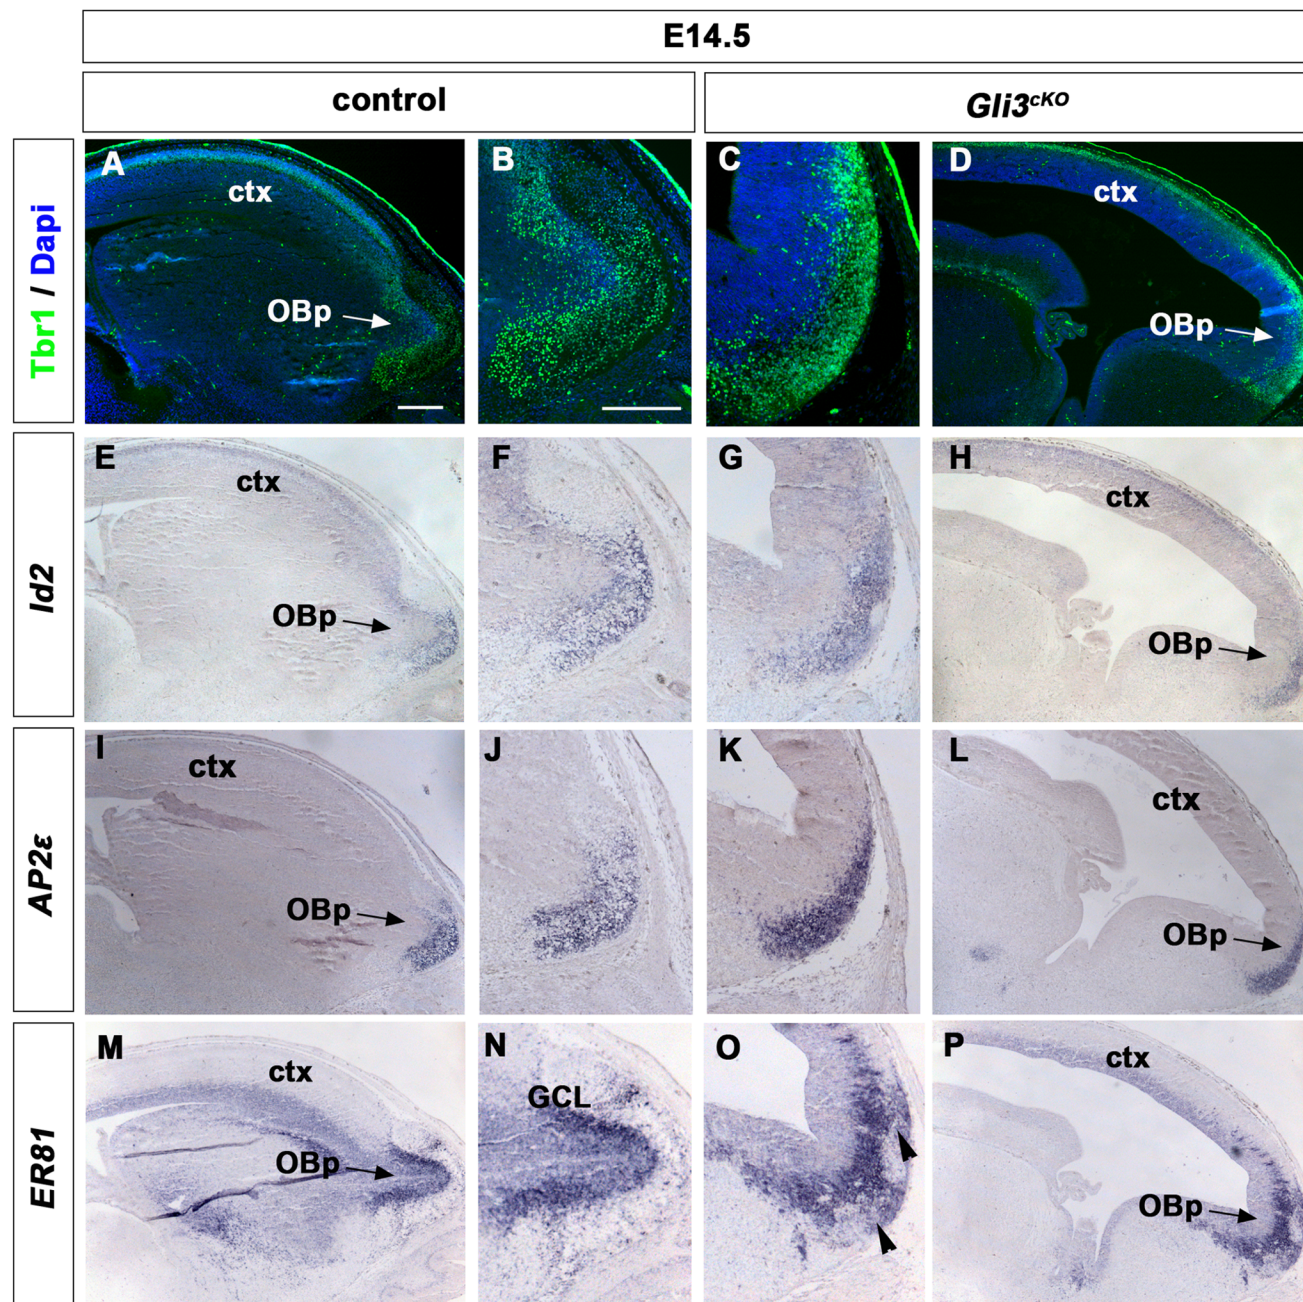 E14.5
control
Gli3cKO
Tbr1 / Dapi
A
ctx
OBp
B
C
D
ctx
OBp
Id2
E
ctx
OBp
F
G
H
ctx
OBp
AP2ε
I
ctx
OBp
J
K
L
ctx
OBp
ER81
M
ctx
OBp
N
GCL
O
P
ctx
OBp